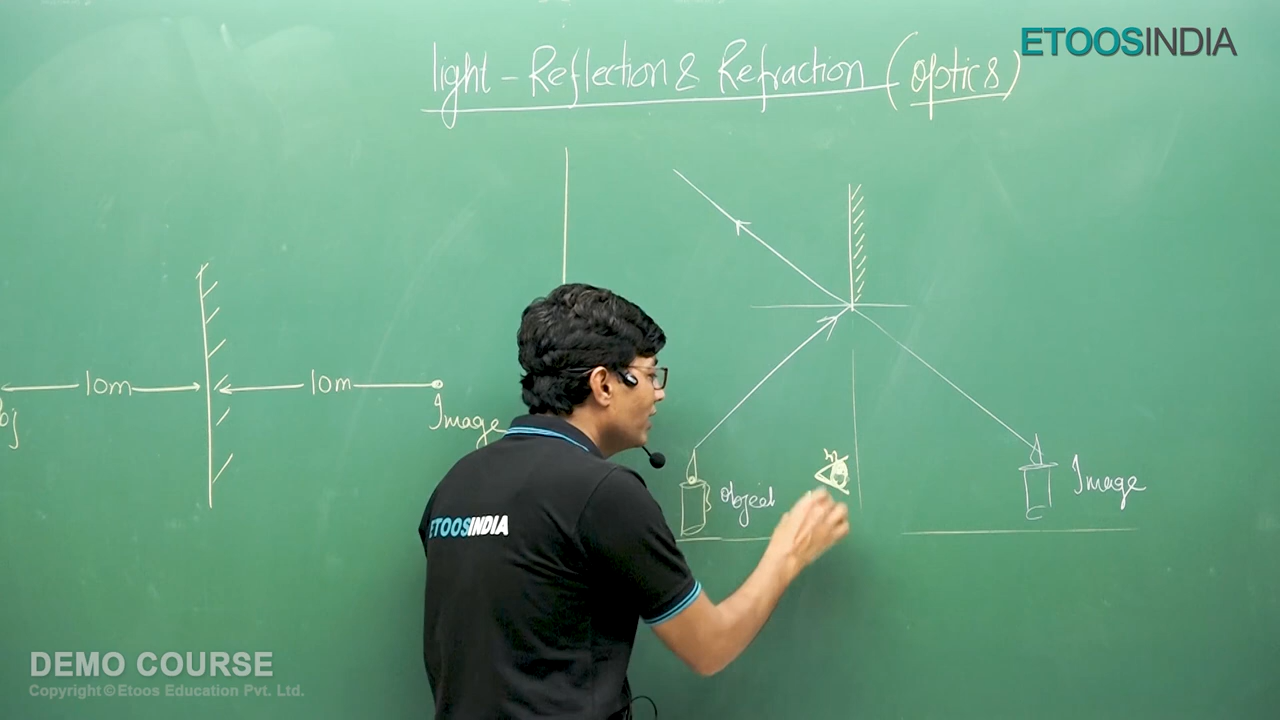 ETOOSINDIA
light - Reflection & Refraction (optics)
10m
10m
Image
Object
Image
ETOOSINDIA
DEMO COURSE
Copyright © Etoos Education Pvt. Ltd.